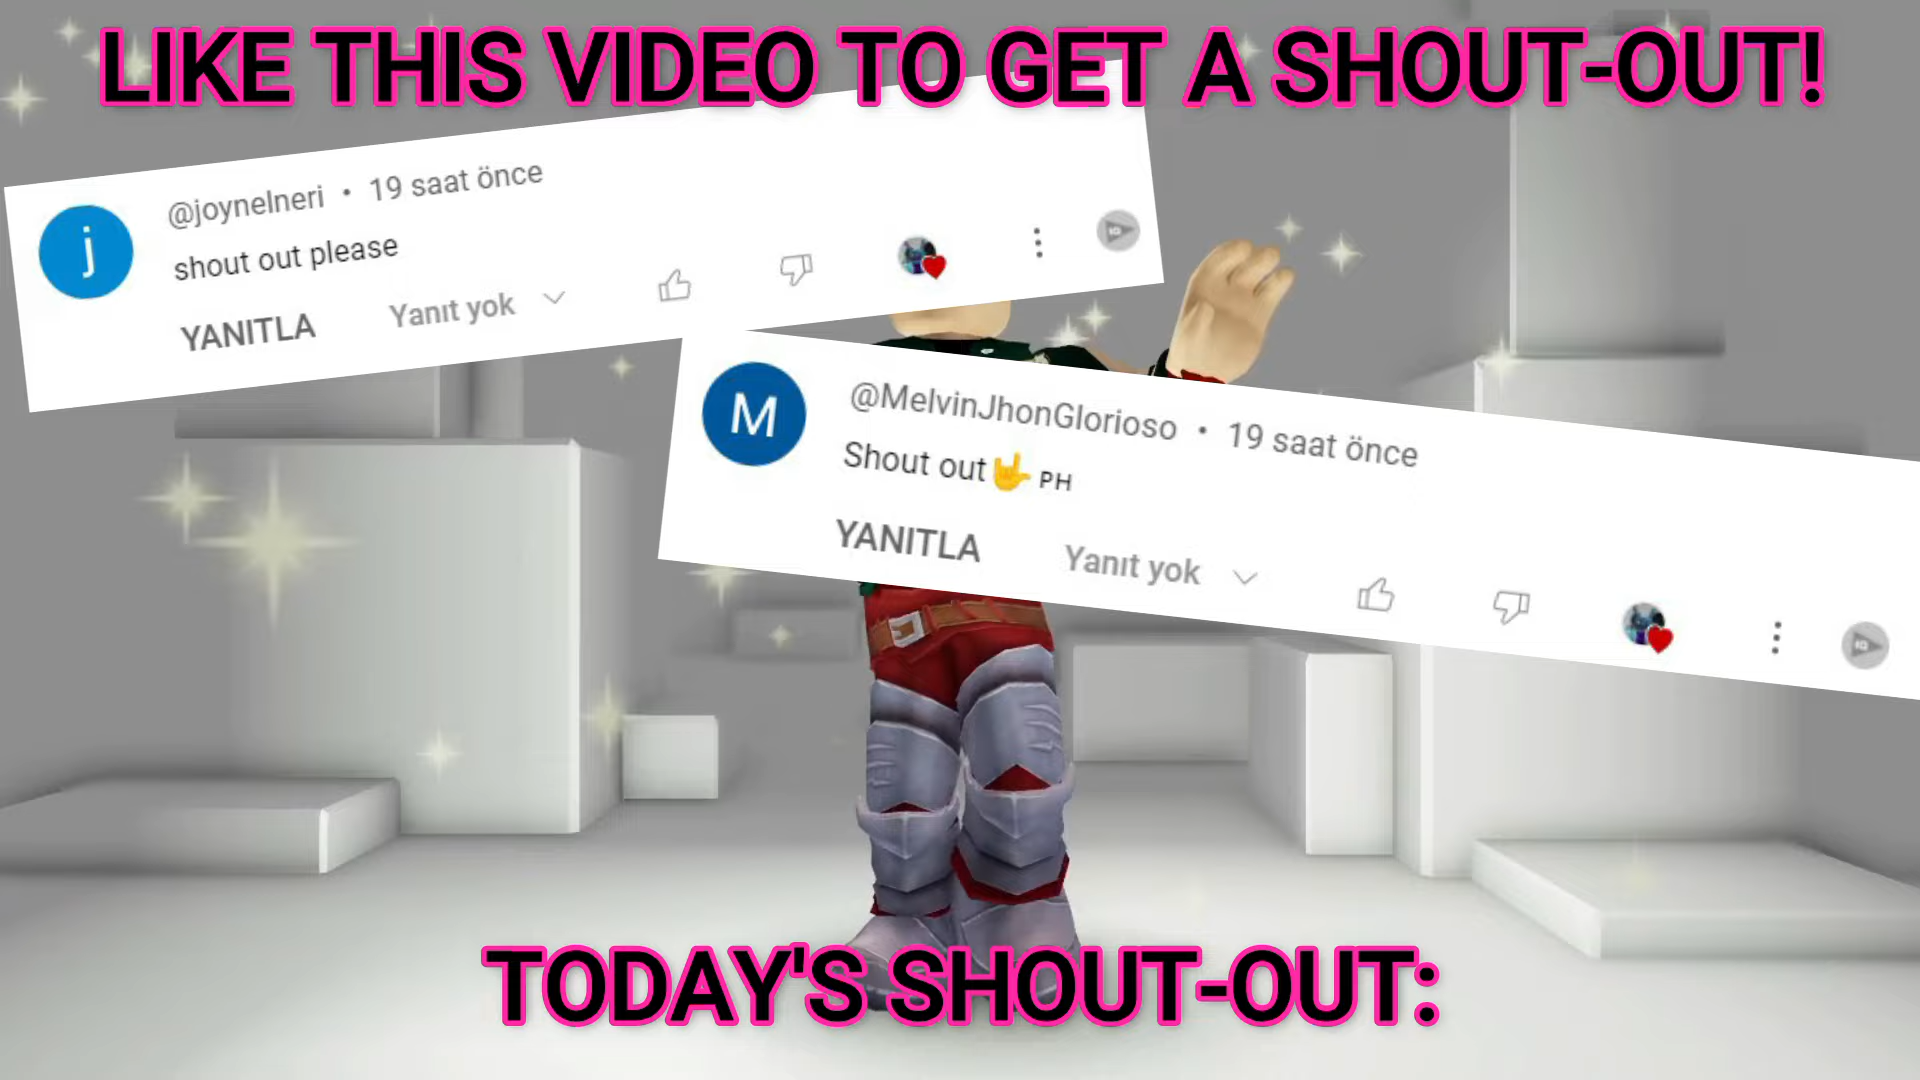 LIKE THIS VIDEO TO GET A SHOUT-OUT!
j
@joynelneri • 19 saat önce
shout out please
YANITLA Yanıt yok
M
@MelvinJhonGlorioso • 19 saat önce
Shout out🤟 PH
YANITLA Yanıt yok
TODAY'S SHOUT-OUT: